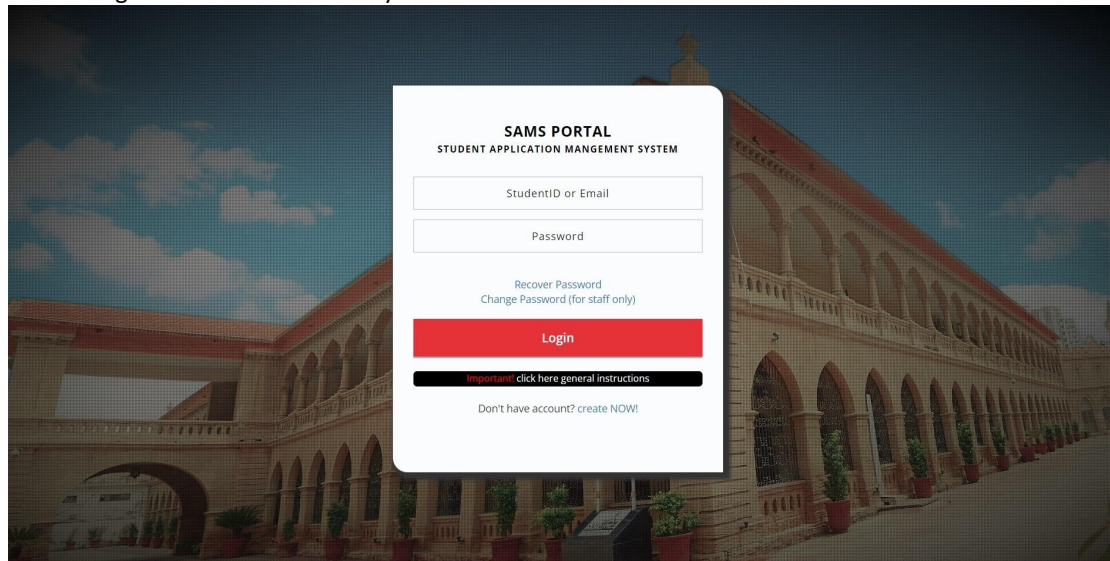 SAMS PORTAL
STUDENT APPLICATION MANGEMENT SYSTEM
StudentID or Email
Password
Recover Password
Change Password (for staff only)
Login
Important! click here general instructions
Don't have account? create NOW!